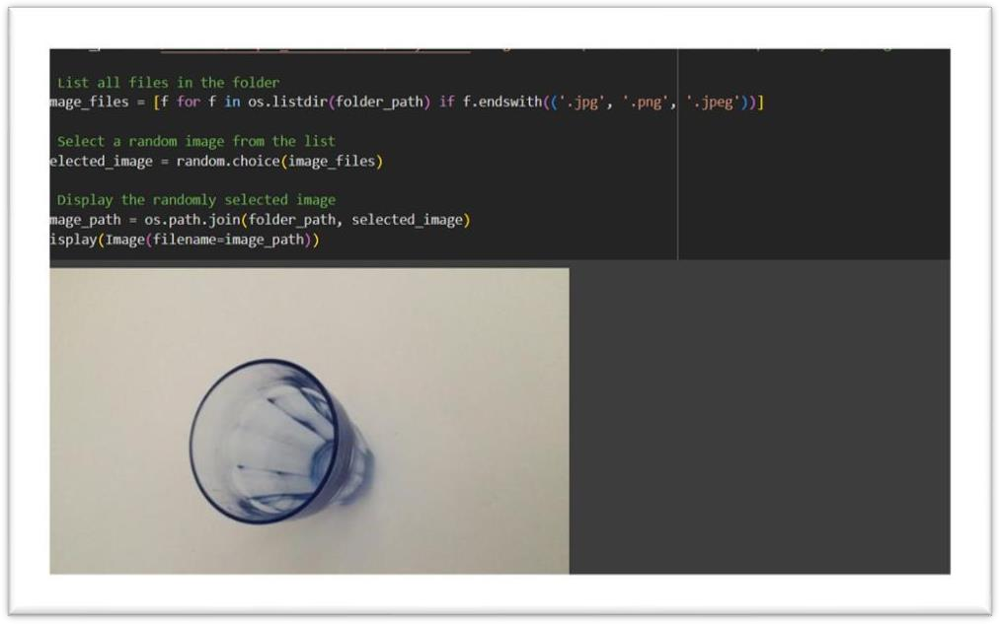 List all files in the folder
mage_files = [f for f in os.listdir(folder_path) if f.endswith(('.jpg', '.png', '.jpeg'))]
Select a random image from the list
elected_image = random.choice(image_files)
Display the randomly selected image
mage_path = os.path.join(folder_path, selected_image)
isplay(Image(filename=image_path))